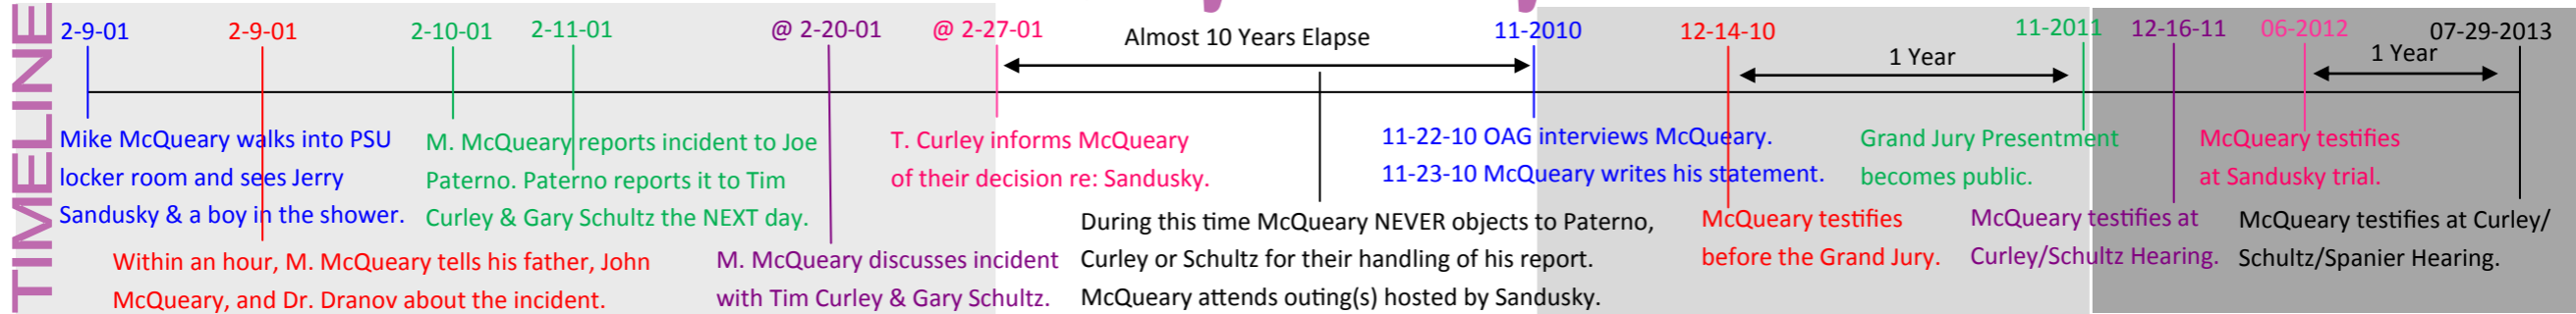 TIMELINE
2-9-01
2-9-01
2-10-01
2-11-01
@ 2-20-01
@ 2-27-01
Almost 10 Years Elapse
11-2010
12-14-10
1 Year
11-2011
12-16-11
06-2012
1 Year
07-29-2013
Mike McQueary walks into PSU
locker room and sees Jerry
Sandusky & a boy in the shower.
Within an hour, M. McQueary tells his father, John
McQueary, and Dr. Dranov about the incident.
M. McQueary reports incident to Joe
Paterno. Paterno reports it to Tim
Curley & Gary Schultz the NEXT day.
M. McQueary discusses incident
with Tim Curley & Gary Schultz.
T. Curley informs McQueary
of their decision re: Sandusky.
During this time McQueary NEVER objects to Paterno,
Curley or Schultz for their handling of his report.
McQueary attends outing(s) hosted by Sandusky.
11-22-10 OAG interviews McQueary.
11-23-10 McQueary writes his statement.
McQueary testifies
before the Grand Jury.
Grand Jury Presentment
becomes public.
McQueary testifies at
Curley/Schultz Hearing.
McQueary testifies
at Sandusky trial.
McQueary testifies at Curley/
Schultz/Spanier Hearing.